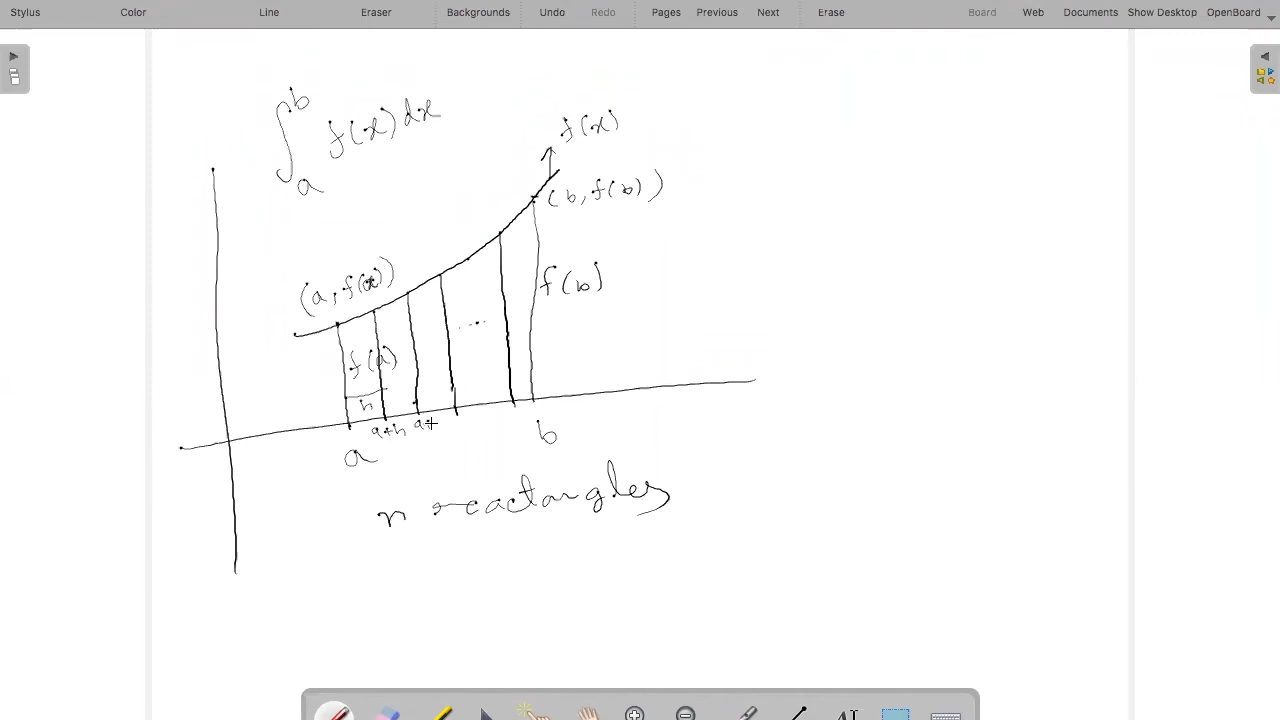 Stylus Color Line Eraser Backgrounds Undo Redo Pages Previous Next Erase Board Web Documents Show Desktop OpenBoard
∫_a^b f(x) dx
f(x)
(b, f(b))
(a, f(a))
f(b)
f(a)
h
a+h a+
a b
n reactangles